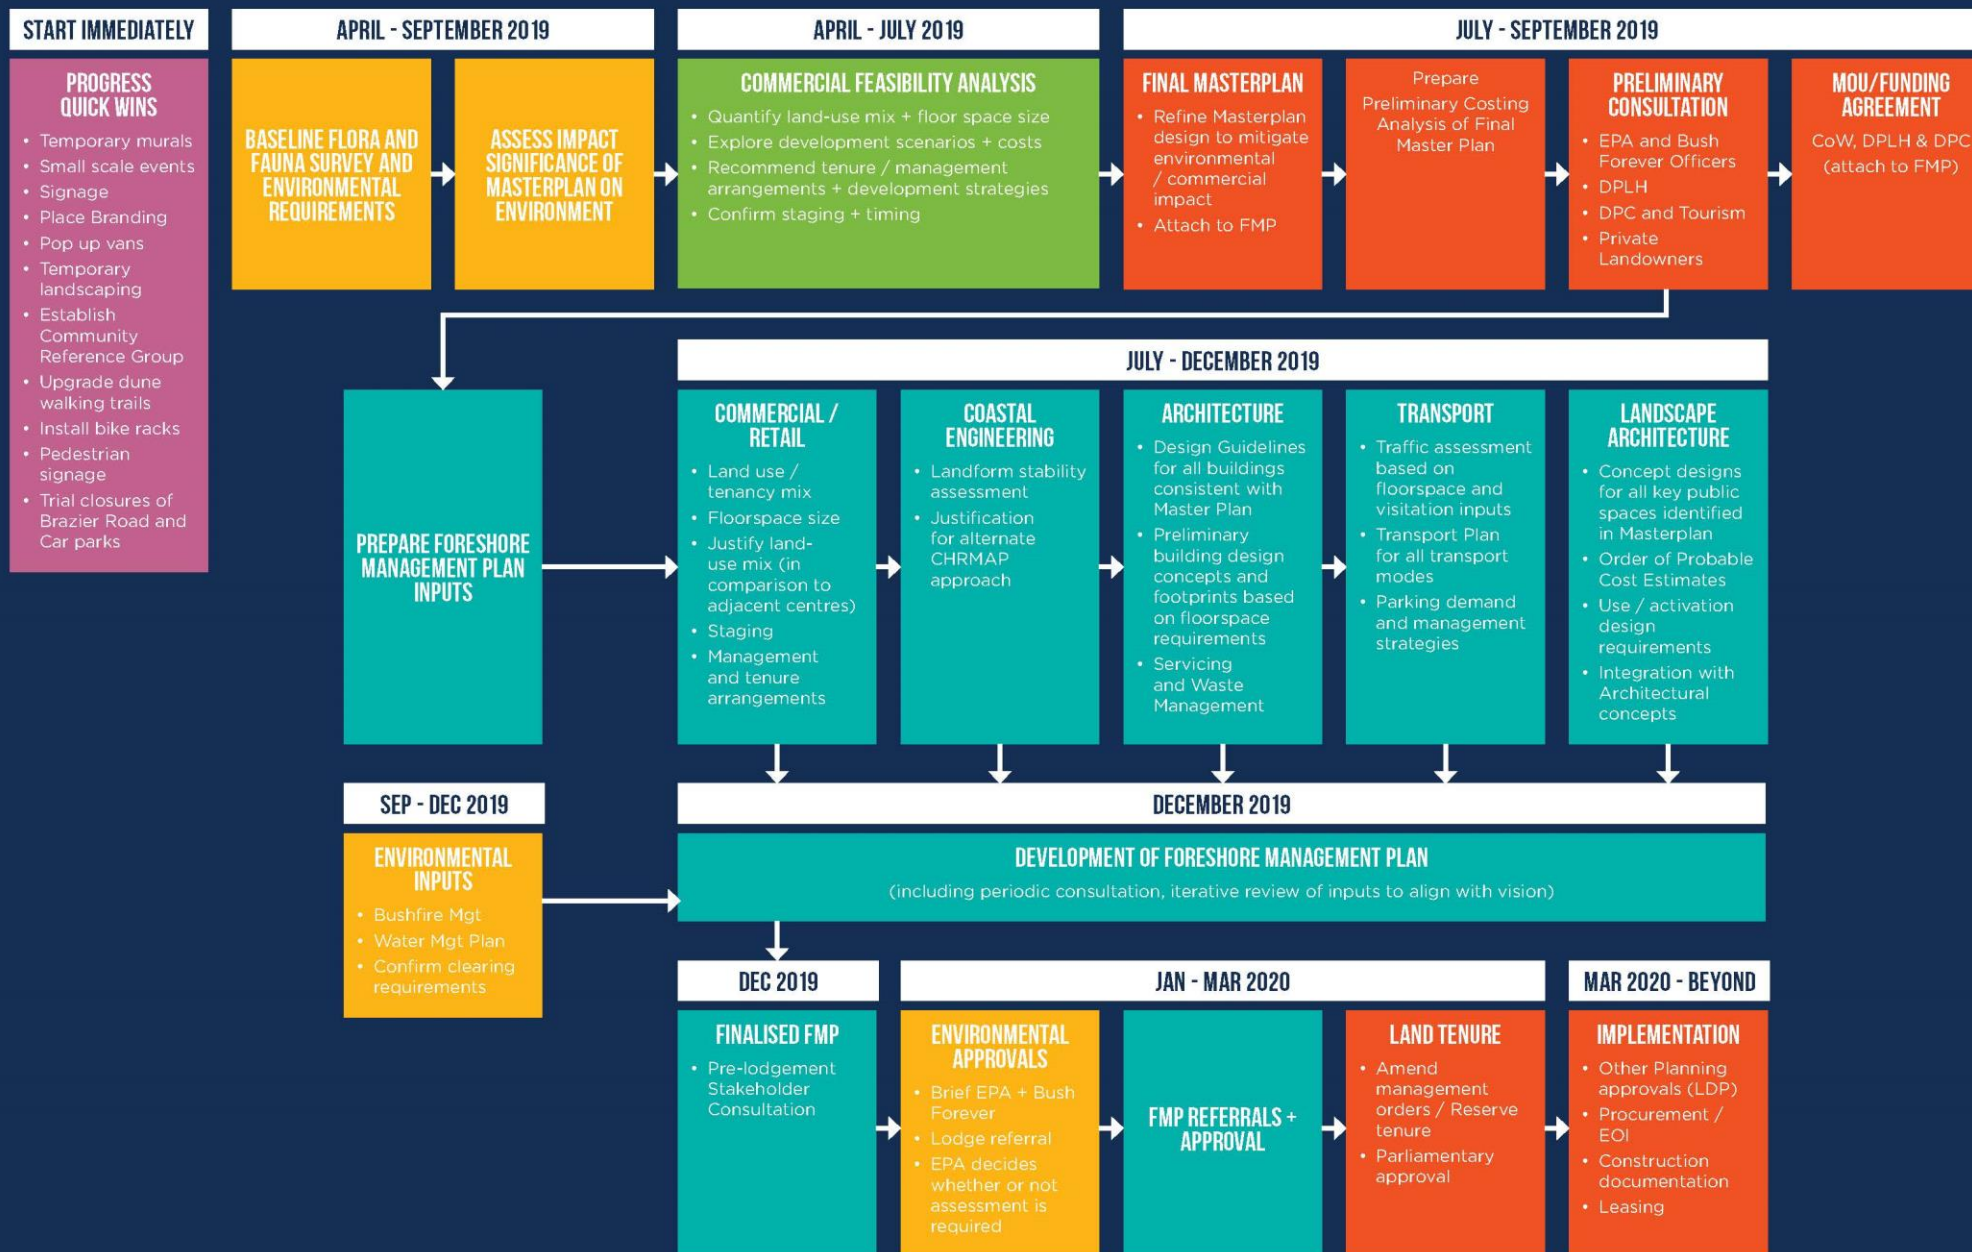 START IMMEDIATELY
PROGRESS
QUICK WINS
• Temporary murals
• Small scale events
• Signage
• Place Branding
• Pop up vans
• Temporary
landscaping
• Establish
Community
Reference Group
• Upgrade dune
walking trails
• Install bike racks
• Pedestrian
signage
• Trial closures of
Brazier Road and
Car parks
APRIL - SEPTEMBER 2019
BASELINE FLORA AND
FAUNA SURVEY AND
ENVIRONMENTAL
REQUIREMENTS
ASSESS IMPACT
SIGNIFICANCE OF
MASTERPLAN ON
ENVIRONMENT
APRIL - JULY 2019
COMMERCIAL FEASIBILITY ANALYSIS
• Quantify land-use mix + floor space size
• Explore development scenarios + costs
• Recommend tenure / management
arrangements + development strategies
• Confirm staging + timing
JULY - SEPTEMBER 2019
FINAL MASTERPLAN
• Refine Masterplan
design to mitigate
environmental
/ commercial
impact
• Attach to FMP
Prepare
Preliminary Costing
Analysis of Final
Master Plan
PRELIMINARY
CONSULTATION
• EPA and Bush
Forever Officers
• DPLH
• DPC and Tourism
• Private
Landowners
MOU/FUNDING
AGREEMENT
CoW, DPLH & DPC
(attach to FMP)
PREPARE FORESHORE
MANAGEMENT PLAN
INPUTS
JULY - DECEMBER 2019
COMMERCIAL /
RETAIL
• Land use /
tenancy mix
• Floorspace size
• Justify land-
use mix (in
comparison to
adjacent centres)
• Staging
• Management
and tenure
arrangements
COASTAL
ENGINEERING
• Landform stability
assessment
• Justification
for alternate
CHRMAP
approach
ARCHITECTURE
• Design Guidelines
for all buildings
consistent with
Master Plan
• Preliminary
building design
concepts and
footprints based
on floorspace
requirements
• Servicing
and Waste
Management
TRANSPORT
• Traffic assessment
based on
floorspace and
visitation inputs
• Transport Plan
for all transport
modes
• Parking demand
and management
strategies
LANDSCAPE
ARCHITECTURE
• Concept designs
for all key public
spaces identified
in Masterplan
• Order of Probable
Cost Estimates
• Use / activation
design
requirements
• Integration with
Architectural
concepts
SEP - DEC 2019
ENVIRONMENTAL
INPUTS
• Bushfire Mgt
• Water Mgt Plan
• Confirm clearing
requirements
DECEMBER 2019
DEVELOPMENT OF FORESHORE MANAGEMENT PLAN
(including periodic consultation, iterative review of inputs to align with vision)
DEC 2019
FINALISED FMP
• Pre-lodgement
Stakeholder
Consultation
JAN - MAR 2020
ENVIRONMENTAL
APPROVALS
• Brief EPA + Bush
Forever
• Lodge referral
• EPA decides
whether or not
assessment is
required
FMP REFERRALS +
APPROVAL
LAND TENURE
• Amend
management
orders / Reserve
tenure
• Parliamentary
approval
MAR 2020 - BEYOND
IMPLEMENTATION
• Other Planning
approvals (LDP)
• Procurement /
EOI
• Construction
documentation
• Leasing